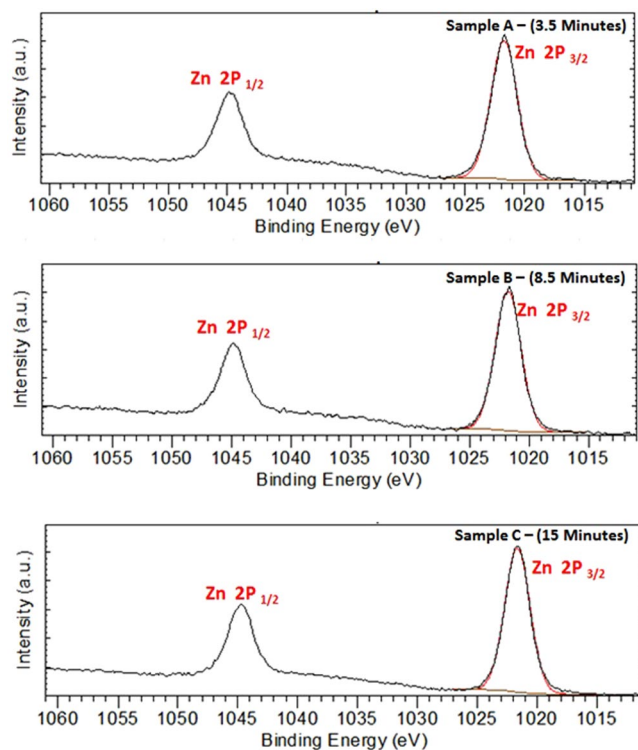 Sample A – (3.5 Minutes)
Zn 2P 3/2
Zn 2P 1/2
Intensity (a.u.)
1060 1055 1050 1045 1040 1035 1030 1025 1020 1015
Binding Energy (eV)
Sample B – (8.5 Minutes)
Zn 2P 3/2
Zn 2P 1/2
Intensity (a.u.)
1060 1055 1050 1045 1040 1035 1030 1025 1020 1015
Binding Energy (eV)
Sample C – (15 Minutes)
Zn 2P 3/2
Zn 2P 1/2
Intensity (a.u.)
1060 1055 1050 1045 1040 1035 1030 1025 1020 1015
Binding Energy (eV)